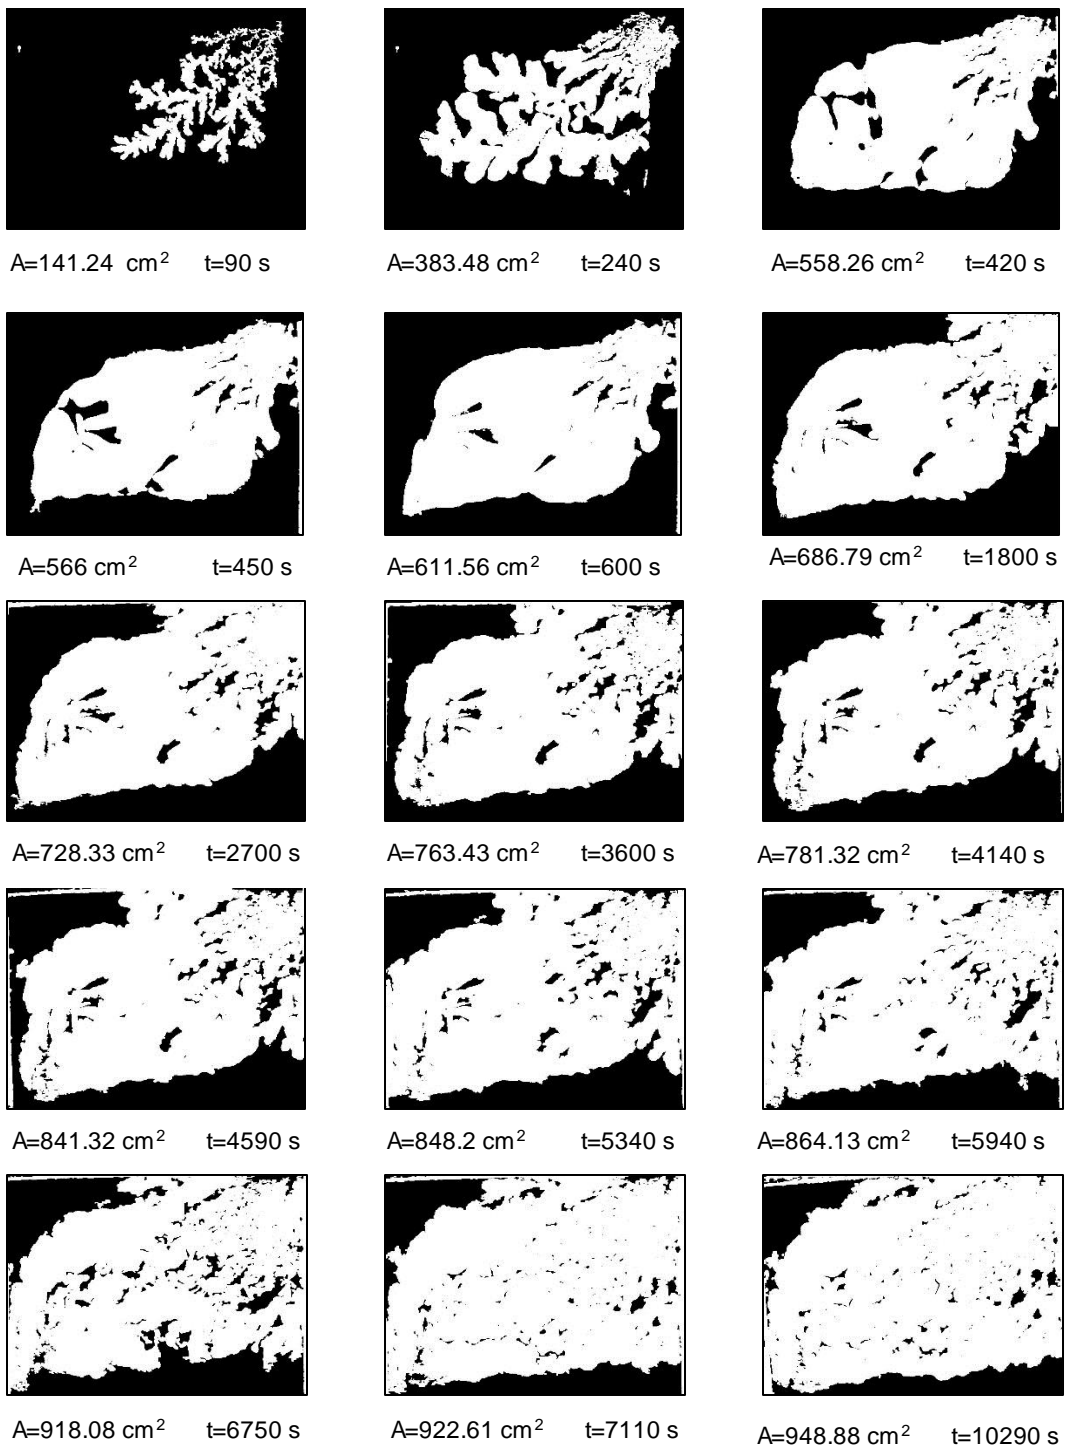 A=141.24 cm² t=90 s
A=383.48 cm² t=240 s
A=558.26 cm² t=420 s
A=566 cm² t=450 s
A=611.56 cm² t=600 s
A=686.79 cm² t=1800 s
A=728.33 cm² t=2700 s
A=763.43 cm² t=3600 s
A=781.32 cm² t=4140 s
A=841.32 cm² t=4590 s
A=848.2 cm² t=5340 s
A=864.13 cm² t=5940 s
A=918.08 cm² t=6750 s
A=922.61 cm² t=7110 s
A=948.88 cm² t=10290 s